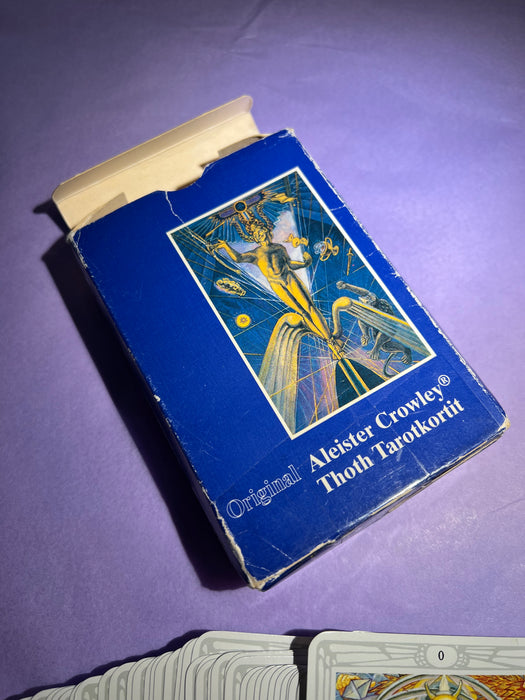 Original Aleister Crowley®
Thoth Tarotkortit
0